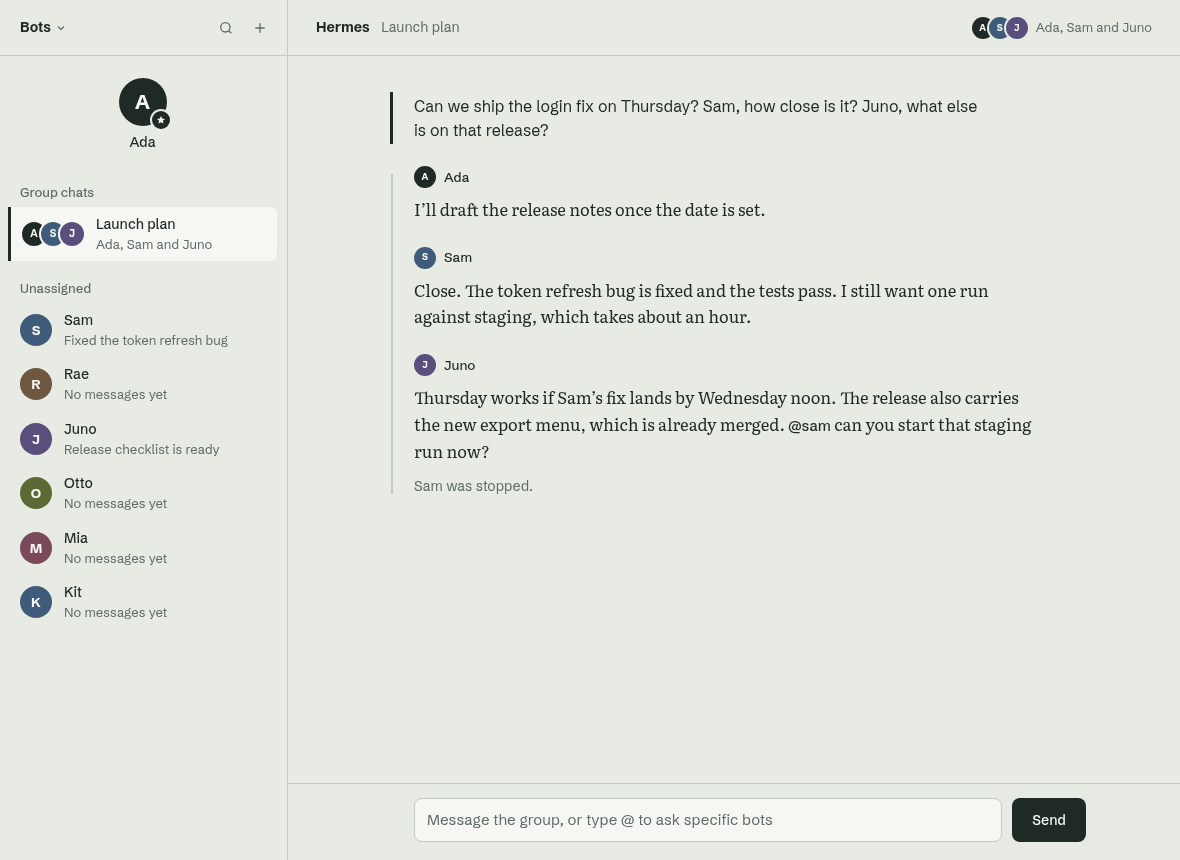 Bots
Hermes Launch plan
A S J Ada, Sam and Juno
A
Ada
Group chats
A S J Launch plan
Ada, Sam and Juno
Unassigned
S Sam
Fixed the token refresh bug
R Rae
No messages yet
J Juno
Release checklist is ready
O Otto
No messages yet
M Mia
No messages yet
K Kit
No messages yet
Can we ship the login fix on Thursday? Sam, how close is it? Juno, what else
is on that release?
A Ada
I’ll draft the release notes once the date is set.
S Sam
Close. The token refresh bug is fixed and the tests pass. I still want one run
against staging, which takes about an hour.
J Juno
Thursday works if Sam’s fix lands by Wednesday noon. The release also carries
the new export menu, which is already merged. @sam can you start that staging
run now?
Sam was stopped.
Message the group, or type @ to ask specific bots
Send